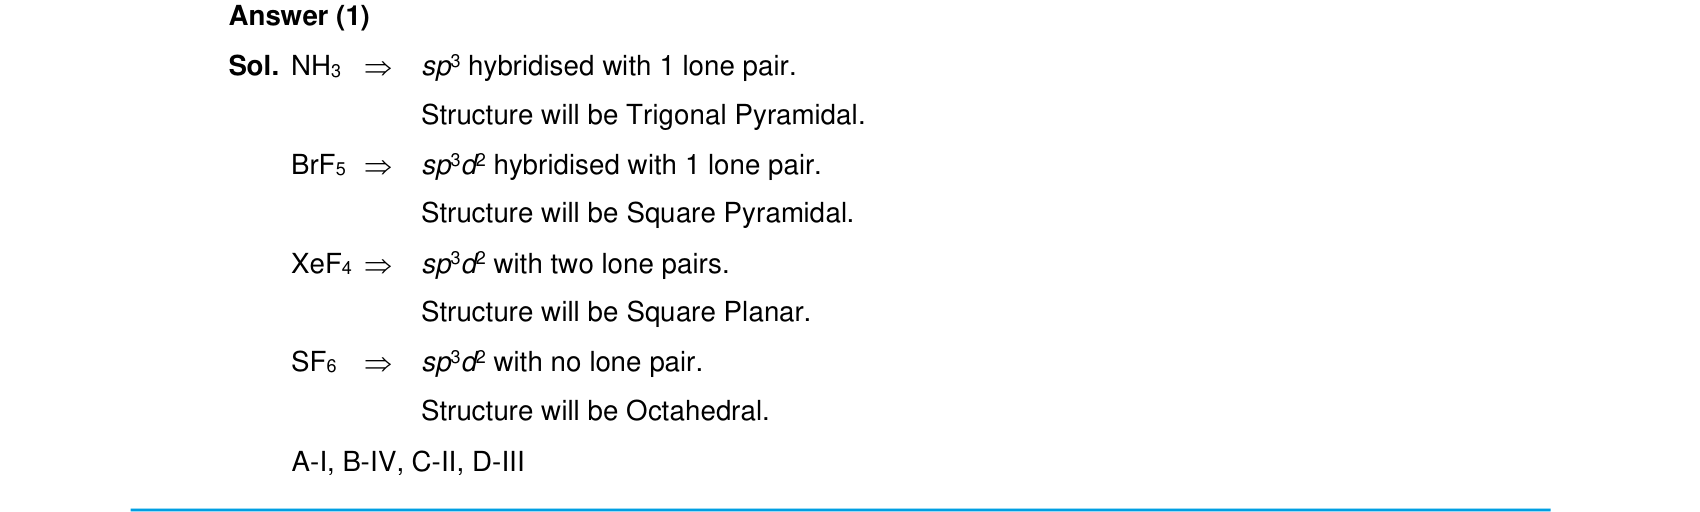 Answer (1)
Sol. NH₃ ⇒ sp³ hybridised with 1 lone pair.
Structure will be Trigonal Pyramidal.
BrF₅ ⇒ sp³d² hybridised with 1 lone pair.
Structure will be Square Pyramidal.
XeF₄ ⇒ sp³d² with two lone pairs.
Structure will be Square Planar.
SF₆ ⇒ sp³d² with no lone pair.
Structure will be Octahedral.
A-I, B-IV, C-II, D-III